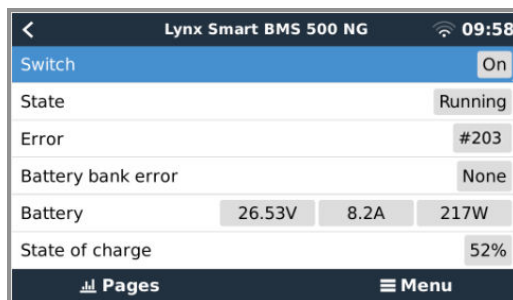 Lynx Smart BMS 500 NG 09:58
Switch On
State Running
Error #203
Battery bank error None
Battery 26.53V 8.2A 217W
State of charge 52%
Pages Menu